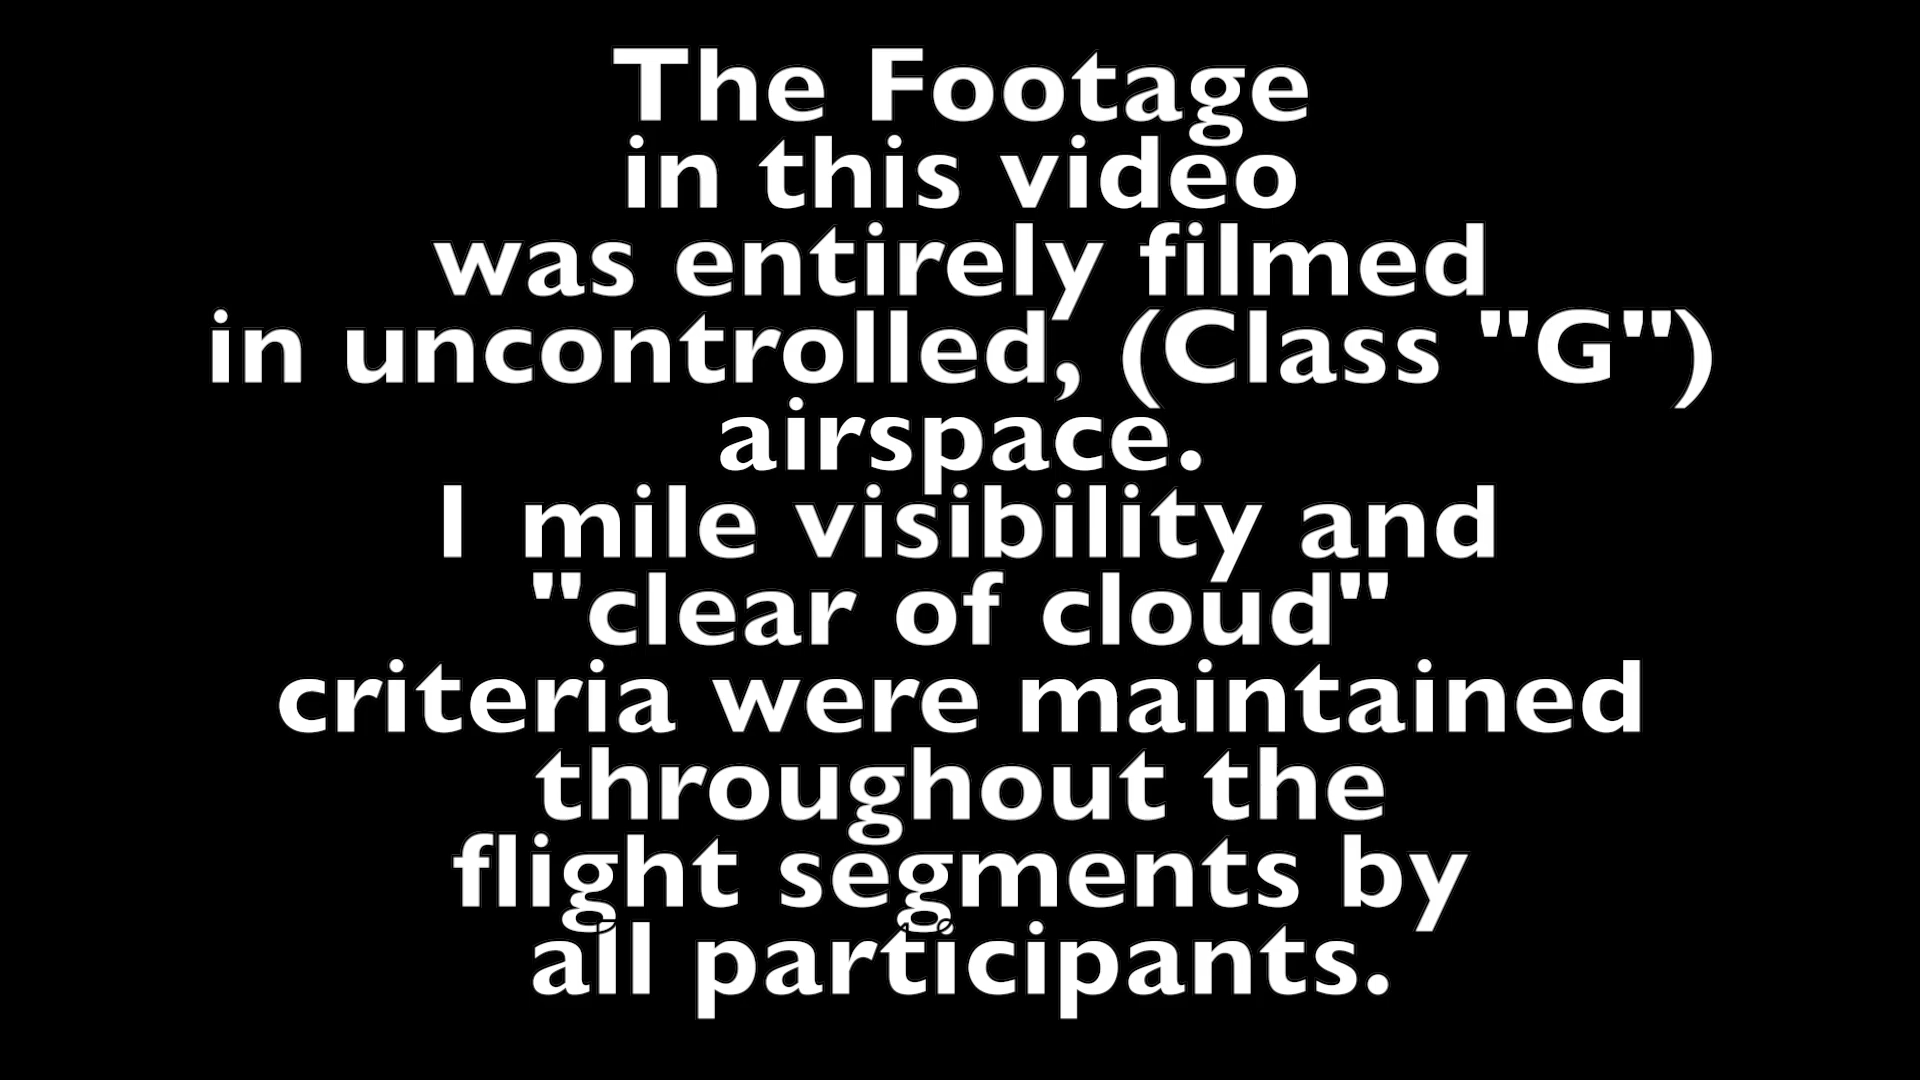 The Footage
in this video
was entirely filmed
in uncontrolled, (Class "G")
airspace.
1 mile visibility and
"clear of cloud"
criteria were maintained
throughout the
flight segments by
all participants.